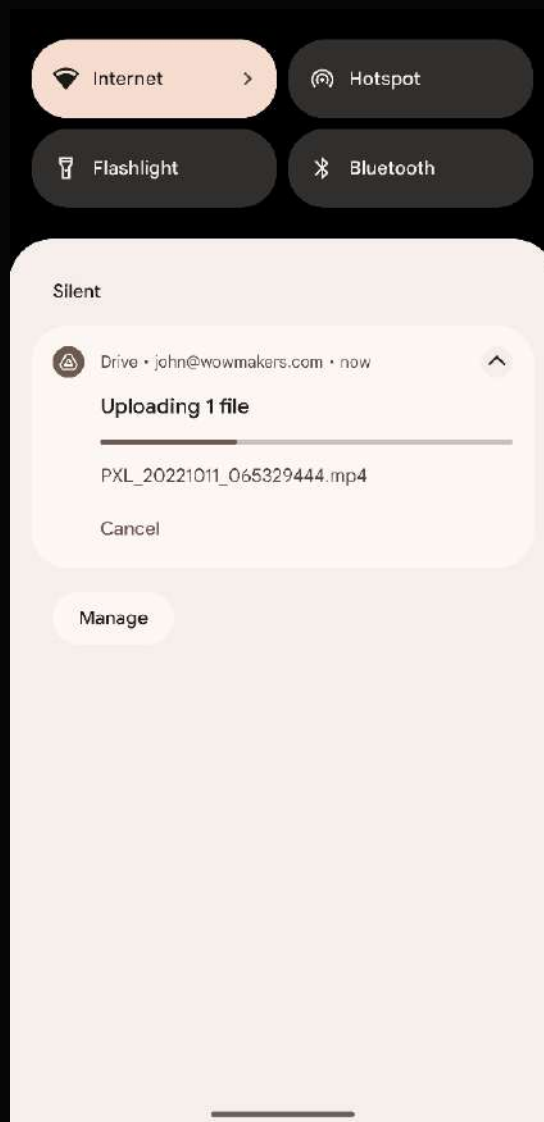 Internet
Hotspot
Flashlight
Bluetooth
Silent
Drive • john@wowmakers.com • now
Uploading 1 file
PXL_20221011_065329444.mp4
Cancel
Manage